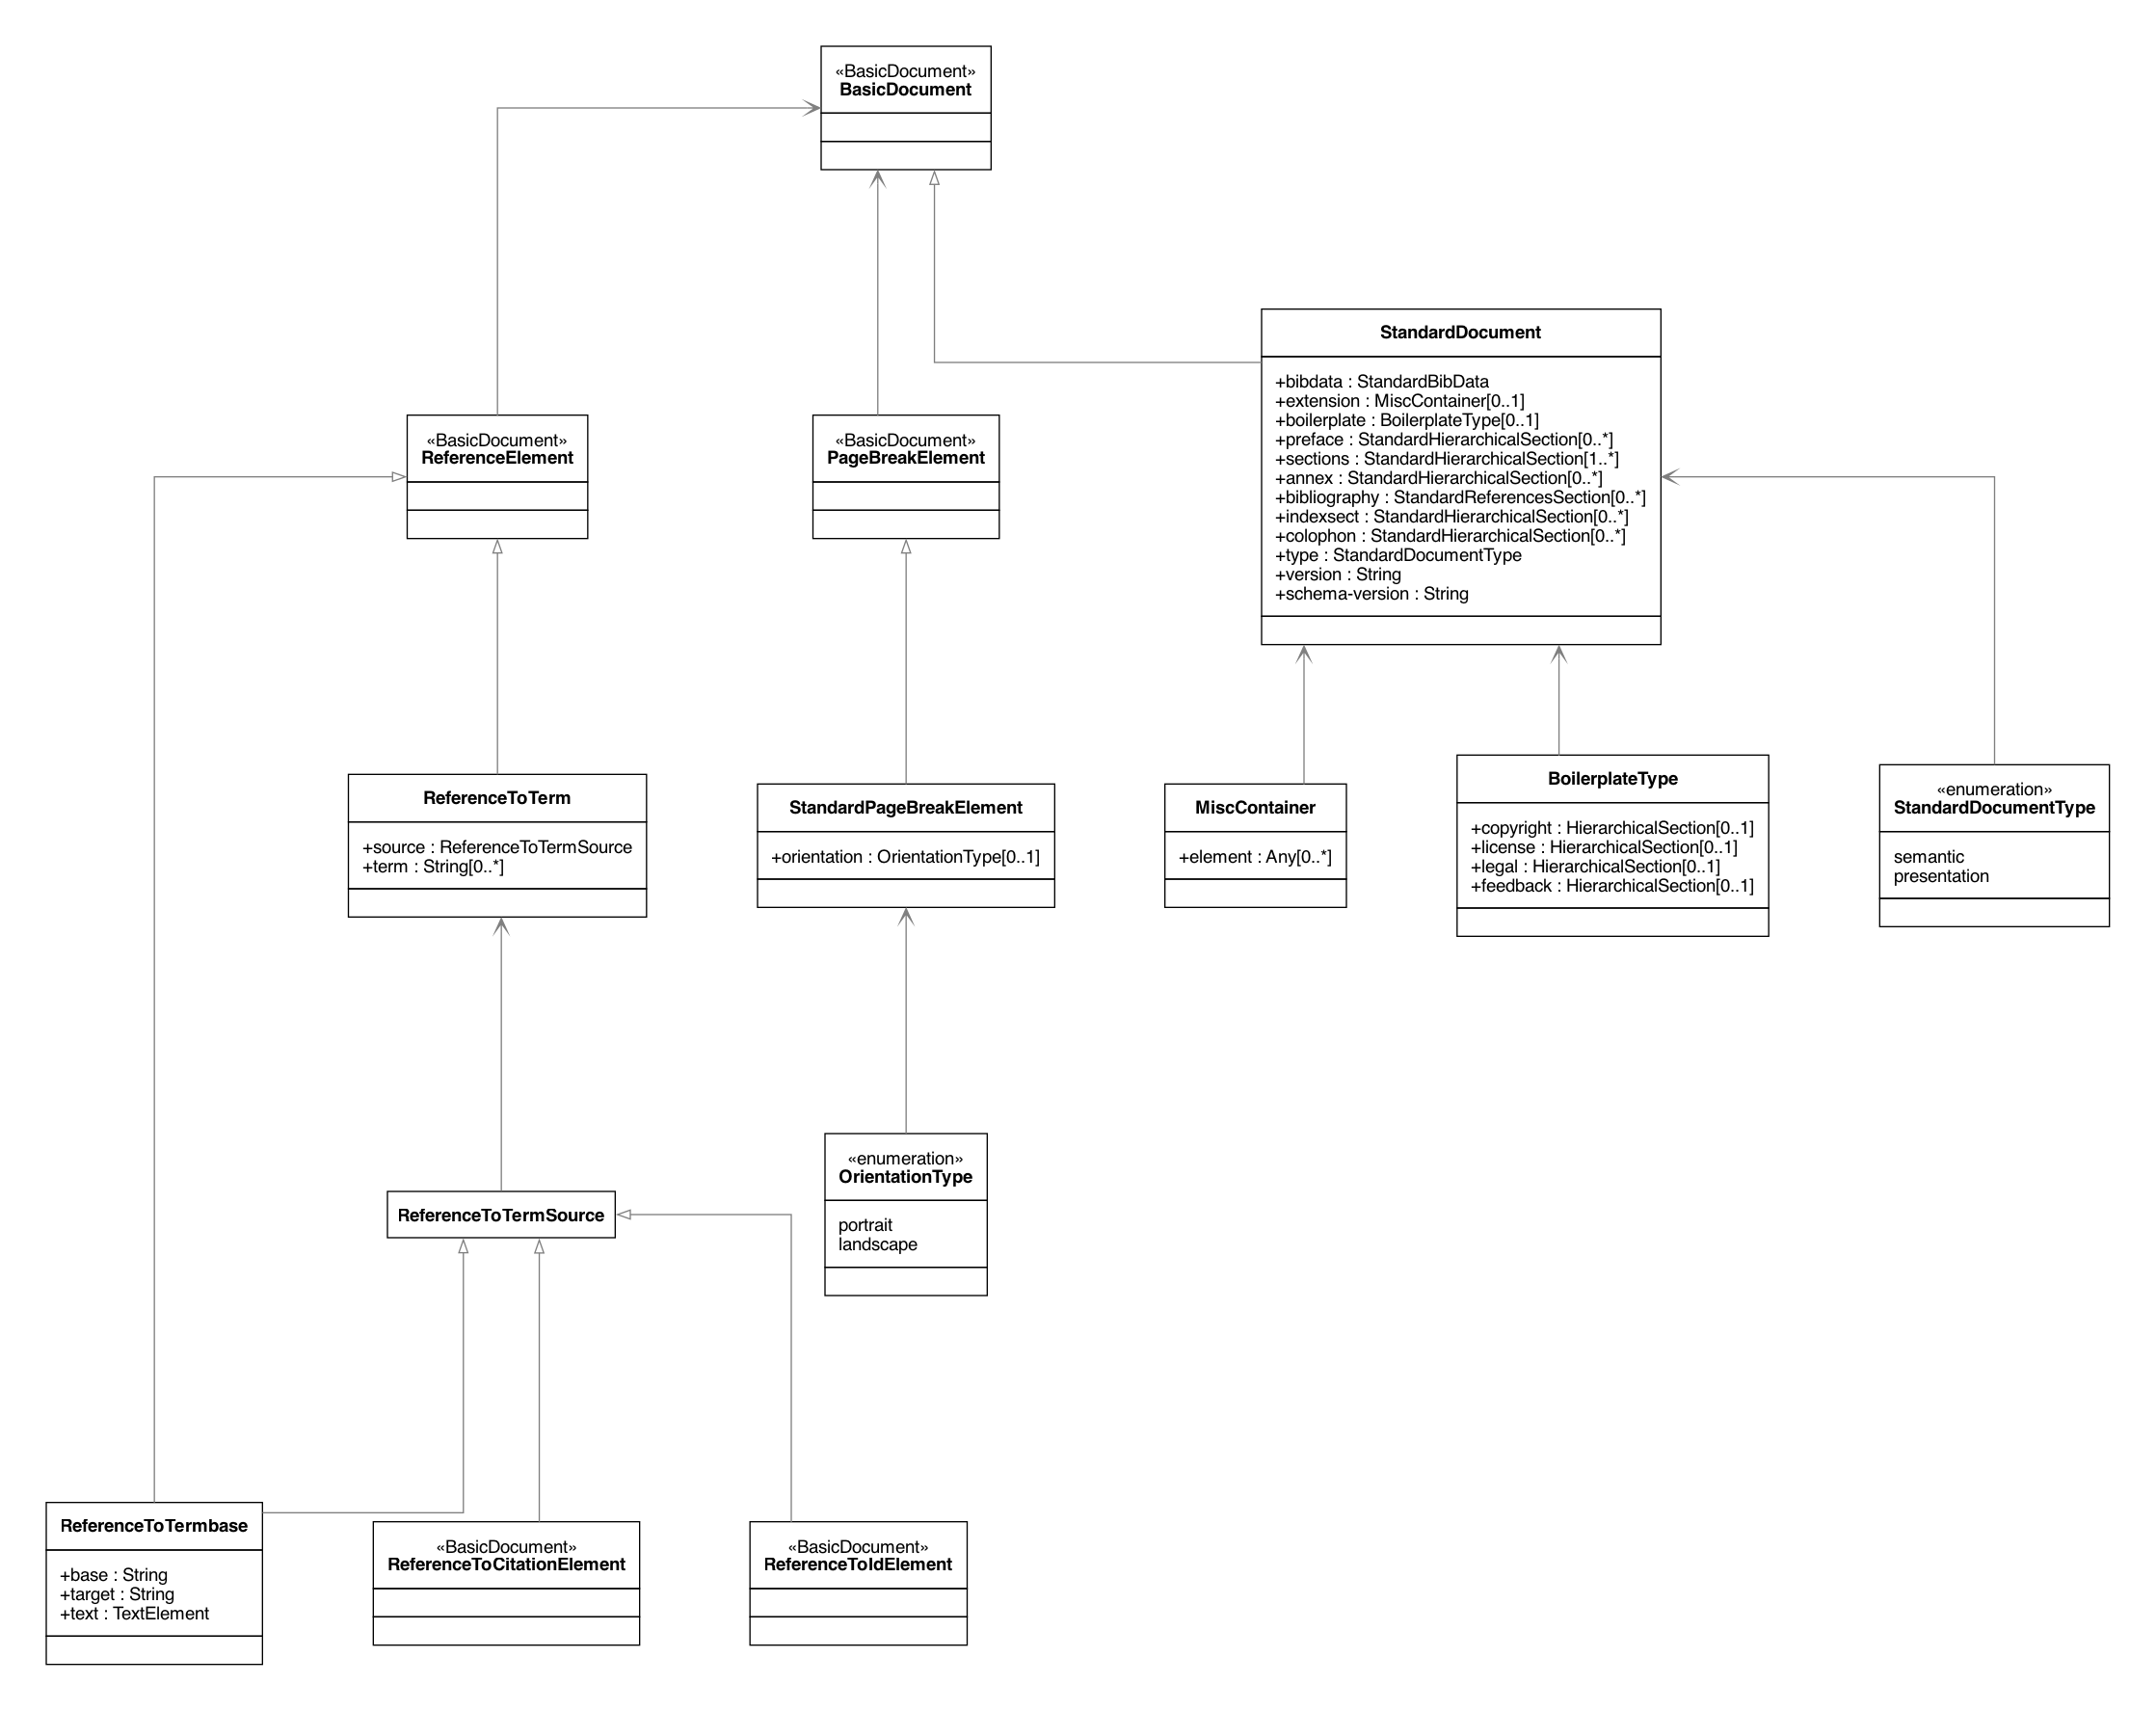 «BasicDocument»
BasicDocument
StandardDocument
+bibdata : StandardBibData
+extension : MiscContainer[0..1]
+boilerplate : BoilerplateType[0..1]
+preface : StandardHierarchicalSection[0..*]
+sections : StandardHierarchicalSection[1..*]
+annex : StandardHierarchicalSection[0..*]
+bibliography : StandardReferencesSection[0..*]
+indexsect : StandardHierarchicalSection[0..*]
+colophon : StandardHierarchicalSection[0..*]
+type : StandardDocumentType
+version : String
+schema-version : String
«BasicDocument»
ReferenceElement
«BasicDocument»
PageBreakElement
ReferenceToTerm
+source : ReferenceToTermSource
+term : String[0..*]
StandardPageBreakElement
+orientation : OrientationType[0..1]
MiscContainer
+element : Any[0..*]
BoilerplateType
+copyright : HierarchicalSection[0..1]
+license : HierarchicalSection[0..1]
+legal : HierarchicalSection[0..1]
+feedback : HierarchicalSection[0..1]
«enumeration»
StandardDocumentType
semantic
presentation
ReferenceToTermSource
«enumeration»
OrientationType
portrait
landscape
ReferenceToTermbase
+base : String
+target : String
+text : TextElement
«BasicDocument»
ReferenceToCitationElement
«BasicDocument»
ReferenceToIdElement